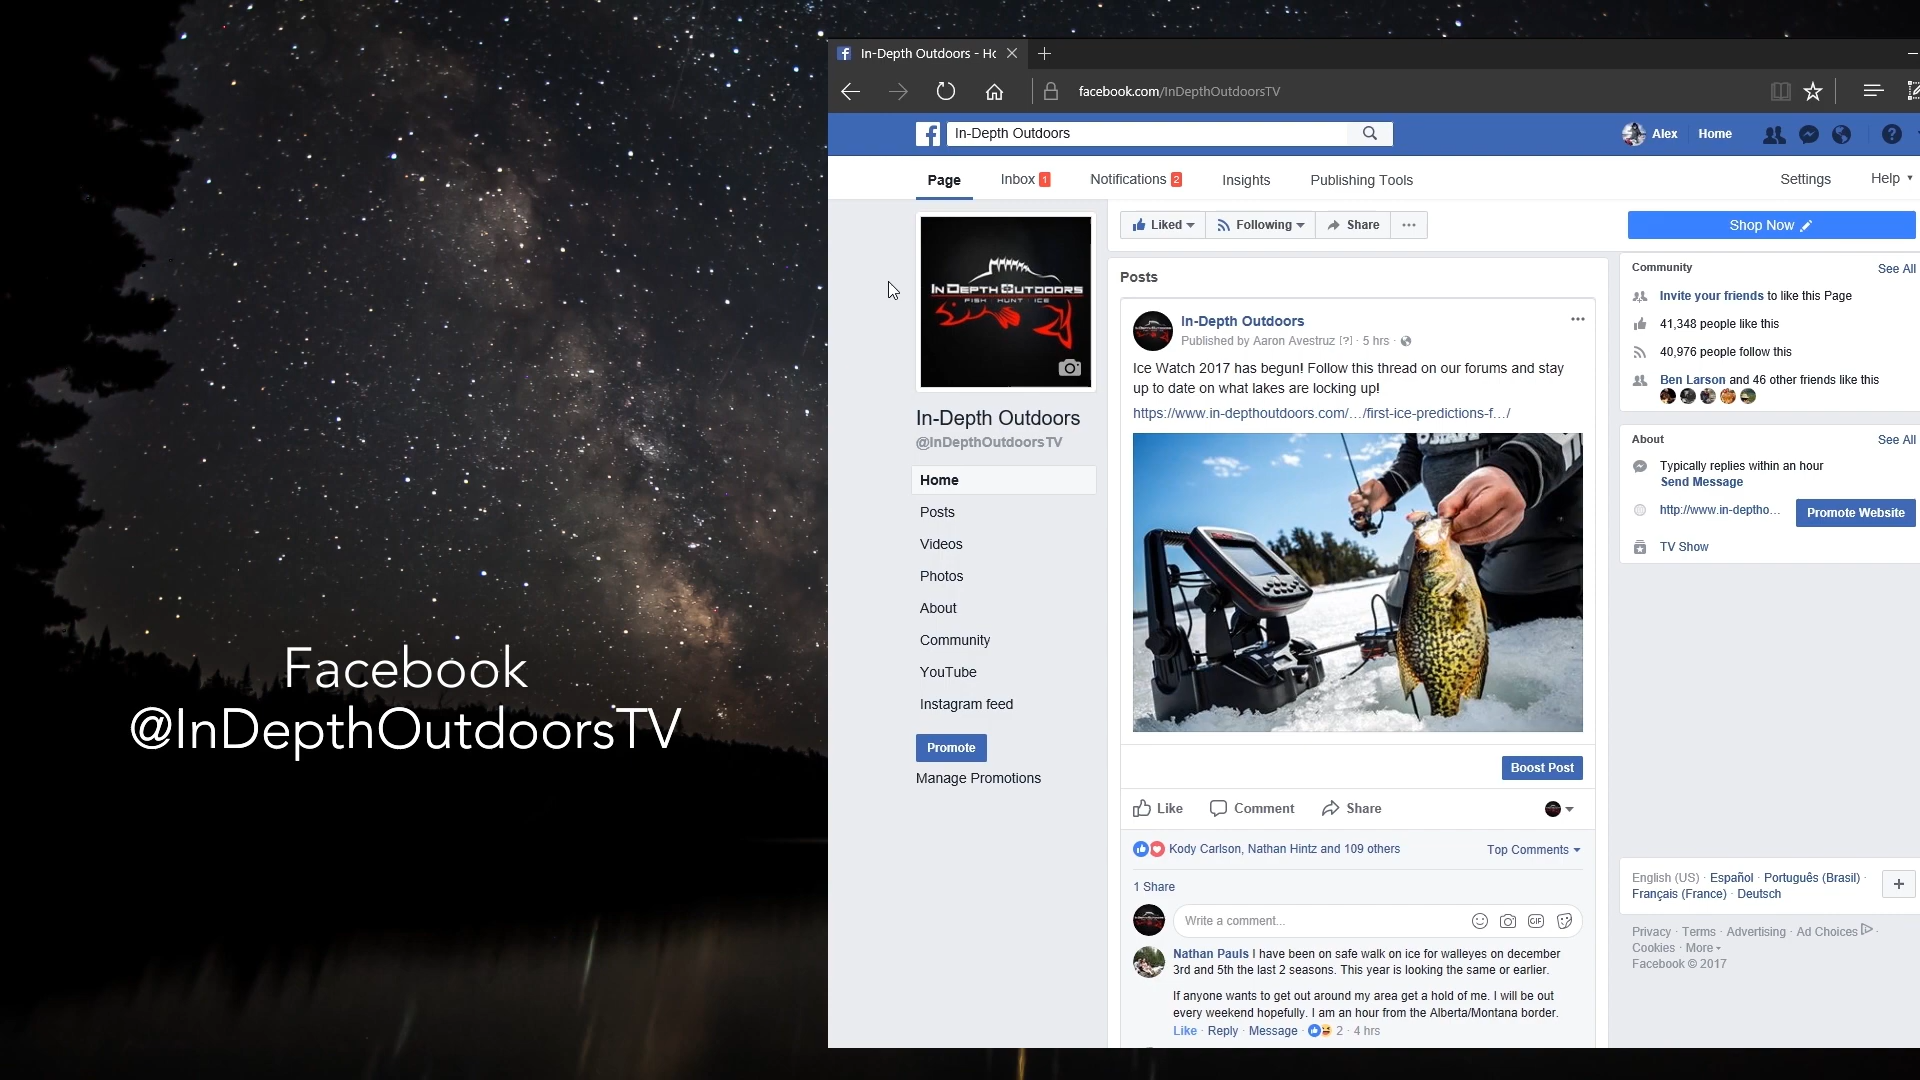 Facebook
@InDepthOutdoorsTV
In-Depth Outdoors - Ho
facebook.com/InDepthOutdoorsTV
In-Depth Outdoors
Alex
Home
Page
Inbox 1
Notifications 2
Insights
Publishing Tools
Settings
Help
IN DEPTH OUTDOORS
FISH HUNT ICE
In-Depth Outdoors
@InDepthOutdoorsTV
Home
Posts
Videos
Photos
About
Community
YouTube
Instagram feed
Promote
Manage Promotions
Liked
Following
Share
Shop Now
Posts
In-Depth Outdoors
Published by Aaron Avestruz [?] · 5 hrs ·
Ice Watch 2017 has begun! Follow this thread on our forums and stay
up to date on what lakes are locking up!
https://www.in-depthoutdoors.com/…/first-ice-predictions-f…/
Boost Post
Like
Comment
Share
Kody Carlson, Nathan Hintz and 109 others
Top Comments
1 Share
Write a comment...
GIF
Nathan Pauls I have been on safe walk on ice for walleyes on december
3rd and 5th the last 2 seasons. This year is looking the same or earlier.
If anyone wants to get out around my area get a hold of me. I will be out
every weekend hopefully. I am an hour from the Alberta/Montana border.
Like · Reply · Message · 2 · 4 hrs
Community
See All
Invite your friends to like this Page
41,348 people like this
40,976 people follow this
Ben Larson and 46 other friends like this
About
See All
Typically replies within an hour
Send Message
http://www.in-deptho...
Promote Website
TV Show
English (US) · Español · Português (Brasil) ·
Français (France) · Deutsch
Privacy · Terms · Advertising · Ad Choices ·
Cookies · More
Facebook © 2017